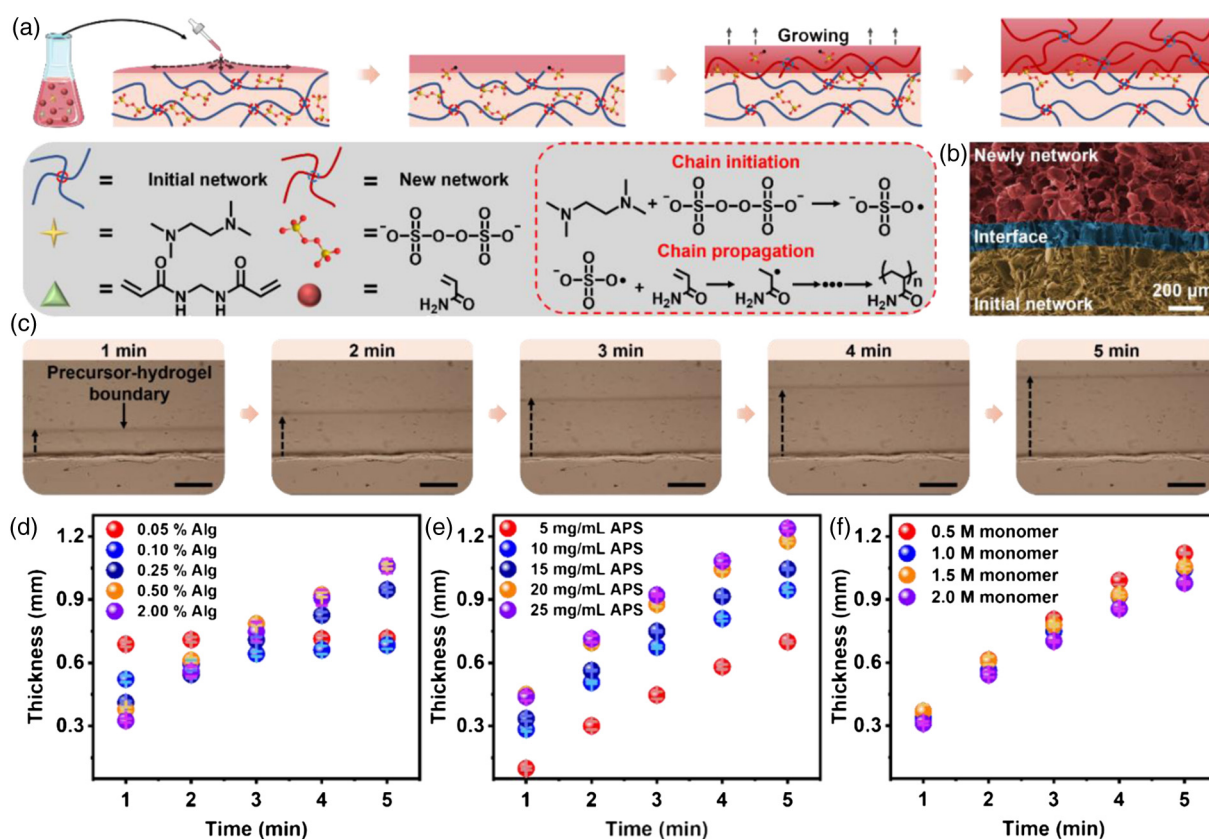 (a)
Growing
= Initial network
= New network
=
N
N
=
⁻O-S-O-O-S-O⁻
O
O
O
O
=
O
O
N
H
N
H
=
H₂N
O
Chain initiation
N
N
+
⁻O-S-O-O-S-O⁻
O
O
O
O
⁻O-S-O•
O
O
Chain propagation
⁻O-S-O•
O
O
+
H₂N
O
H₂N
O
•••
n
H₂N
O
(b)
Newly network
Interface
Initial network
200 μm
(c)
1 min
2 min
3 min
4 min
5 min
Precursor-hydrogel
boundary
(d)
0.05 % Alg
0.10 % Alg
0.25 % Alg
0.50 % Alg
2.00 % Alg
1.2
0.9
0.6
0.3
Thickness (mm)
1 2 3 4 5
Time (min)
(e)
5 mg/mL APS
10 mg/mL APS
15 mg/mL APS
20 mg/mL APS
25 mg/mL APS
1.2
0.9
0.6
0.3
Thickness (mm)
1 2 3 4 5
Time (min)
(f)
0.5 M monomer
1.0 M monomer
1.5 M monomer
2.0 M monomer
1.2
0.9
0.6
0.3
Thickness (mm)
1 2 3 4 5
Time (min)